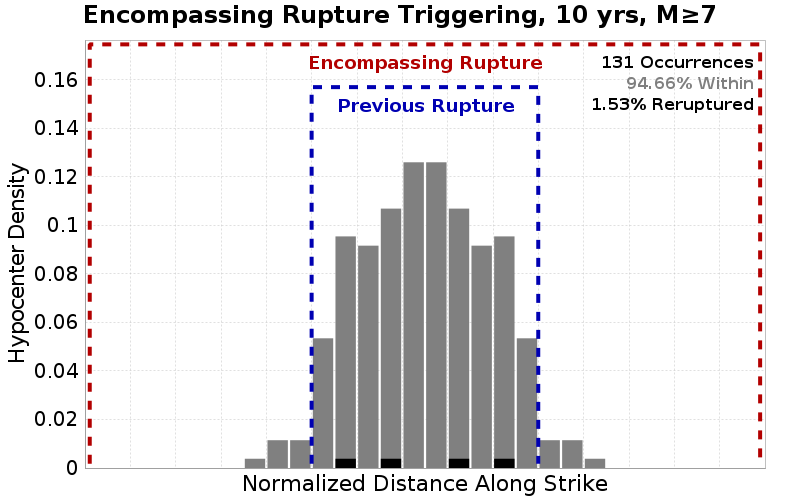 Encompassing Rupture Triggering, 10 yrs, M≥7
Encompassing Rupture
131 Occurrences
94.66% Within
1.53% Reruptured
Previous Rupture
Hypocenter Density
0.16
0.14
0.12
0.1
0.08
0.06
0.04
0.02
0
Normalized Distance Along Strike